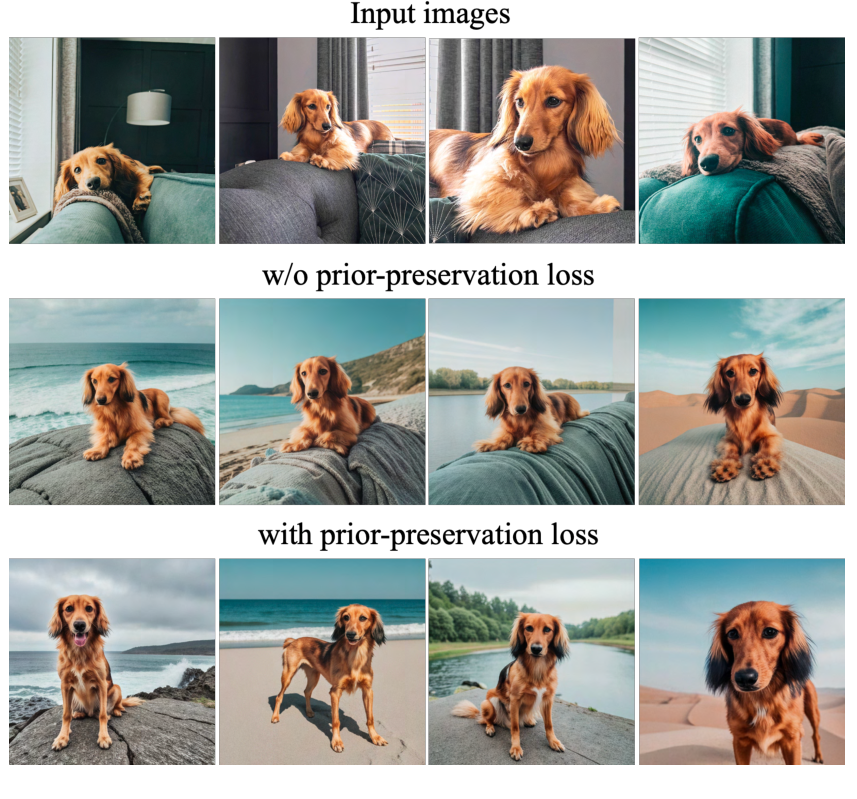 Input images
w/o prior-preservation loss
with prior-preservation loss